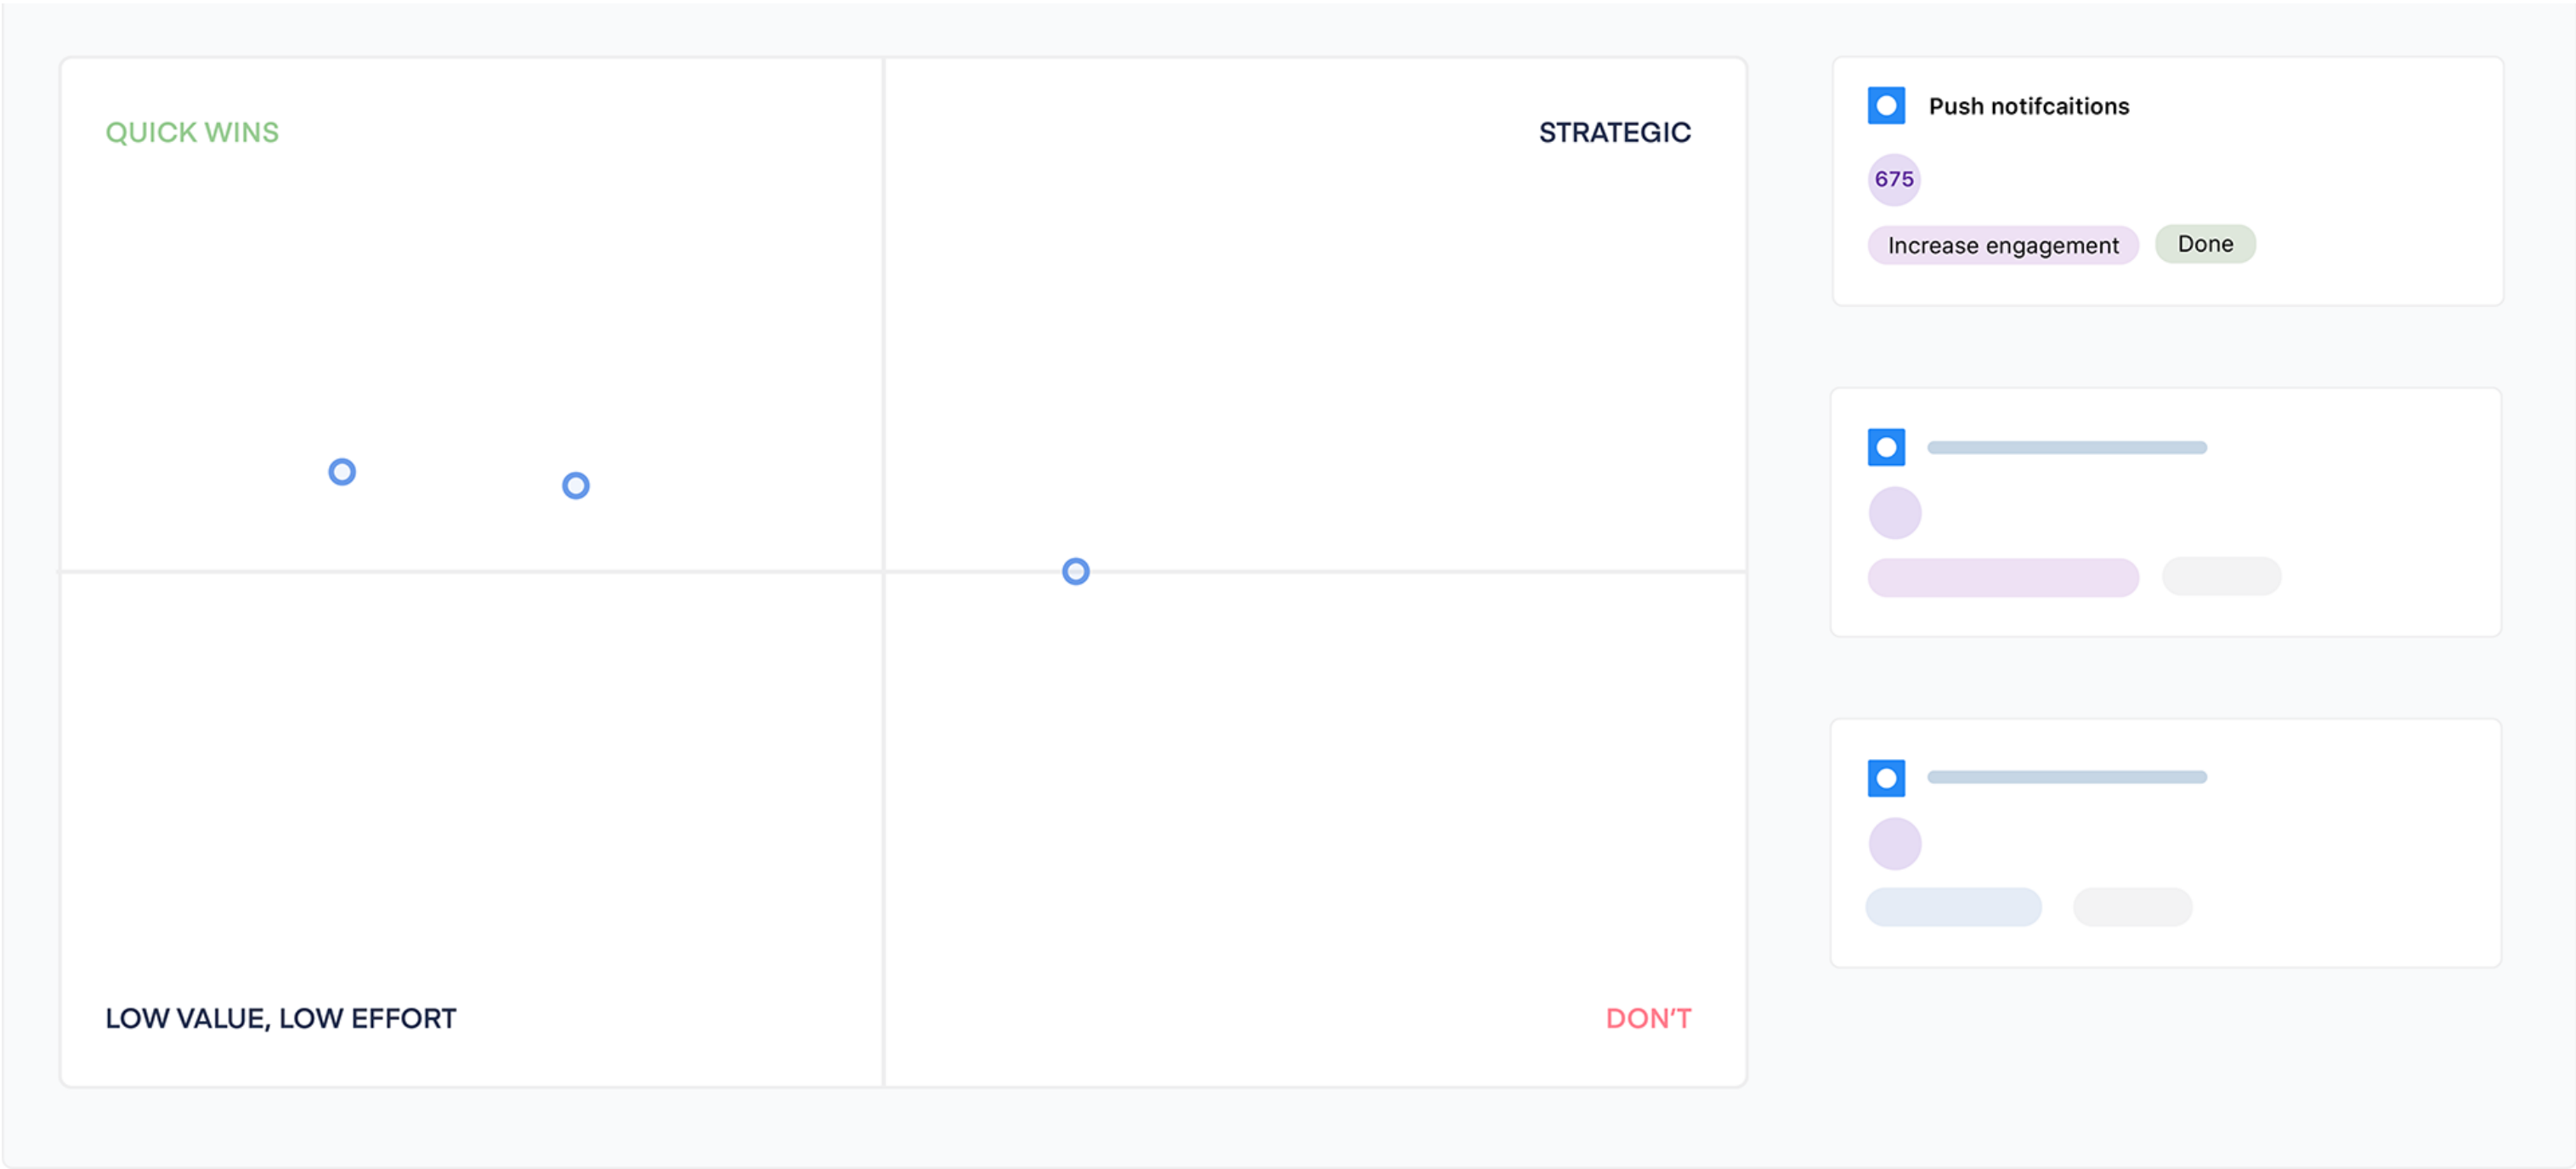 QUICK WINS
STRATEGIC
LOW VALUE, LOW EFFORT
DON’T
Push notifcaitions
675
Increase engagement
Done